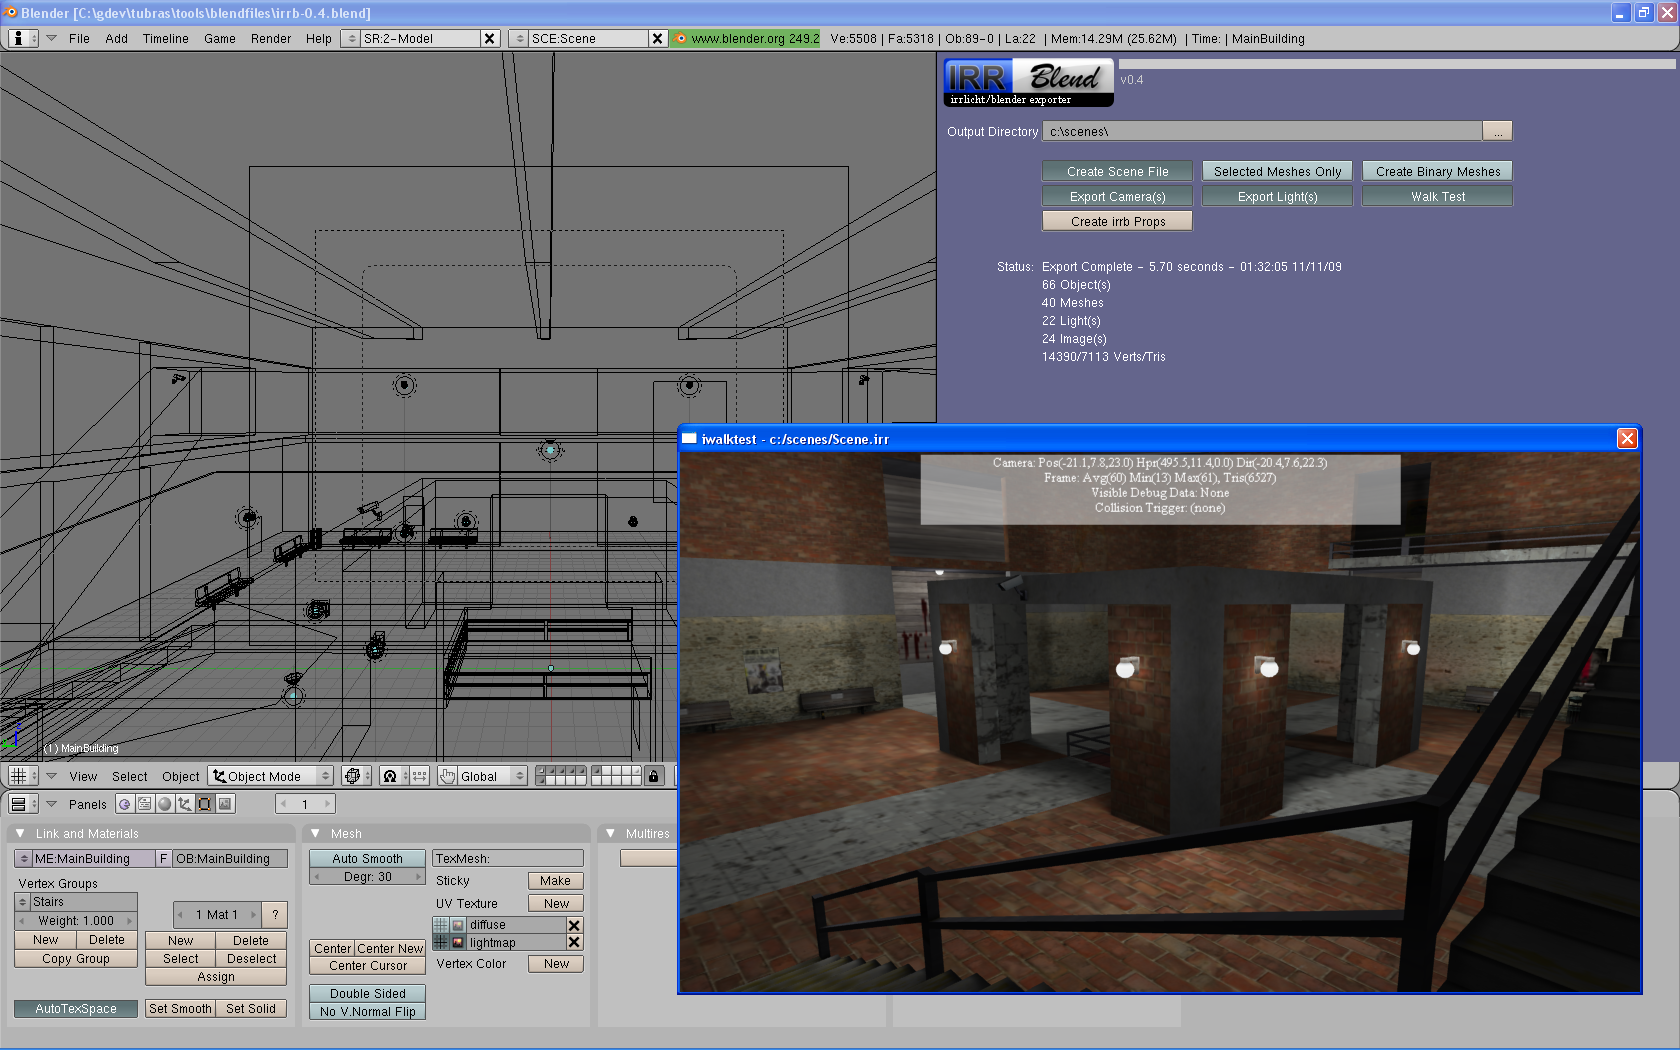 Blender [C:\gdev\tubras\tools\blendfiles\irrb-0.4.blend]
File Add Timeline Game Render Help SR:2-Model SCE:Scene www.blender.org 249.2 Ve:5508 | Fa:5318 | Ob:89-0 | La:22 | Mem:14.29M (25.62M) | Time: | MainBuilding
IRR Blend
irrlicht/blender exporter
v0.4
Output Directory c:\scenes\ ...
Create Scene File Selected Meshes Only Create Binary Meshes
Export Camera(s) Export Light(s) Walk Test
Create irrb Props
Status: Export Complete - 5.70 seconds - 01:32:05 11/11/09
66 Object(s)
40 Meshes
22 Light(s)
24 Image(s)
14390/7113 Verts/Tris
iwalktest - c:/scenes/Scene.irr
Camera: Pos(-21.1,7.8,23.0) Hpr(495.5,11.4,0.0) Dir(-20.4,7.6,22.3)
Frame: Avg(60) Min(13) Max(61), Tris(6527)
Visible Debug Data: None
Collision Trigger: (none)
(1) MainBuilding
View Select Object Object Mode Global
Panels 1
Link and Materials
ME:MainBuilding F OB:MainBuilding
Vertex Groups
Stairs
Weight: 1.000
New Delete
Copy Group
1 Mat 1 ?
New Delete
Select Deselect
Assign
AutoTexSpace Set Smooth Set Solid
Mesh
Auto Smooth
Degr: 30
TexMesh:
Sticky Make
UV Texture New
diffuse
lightmap
Vertex Color New
Center Center New
Center Cursor
Double Sided
No V.Normal Flip
Multires